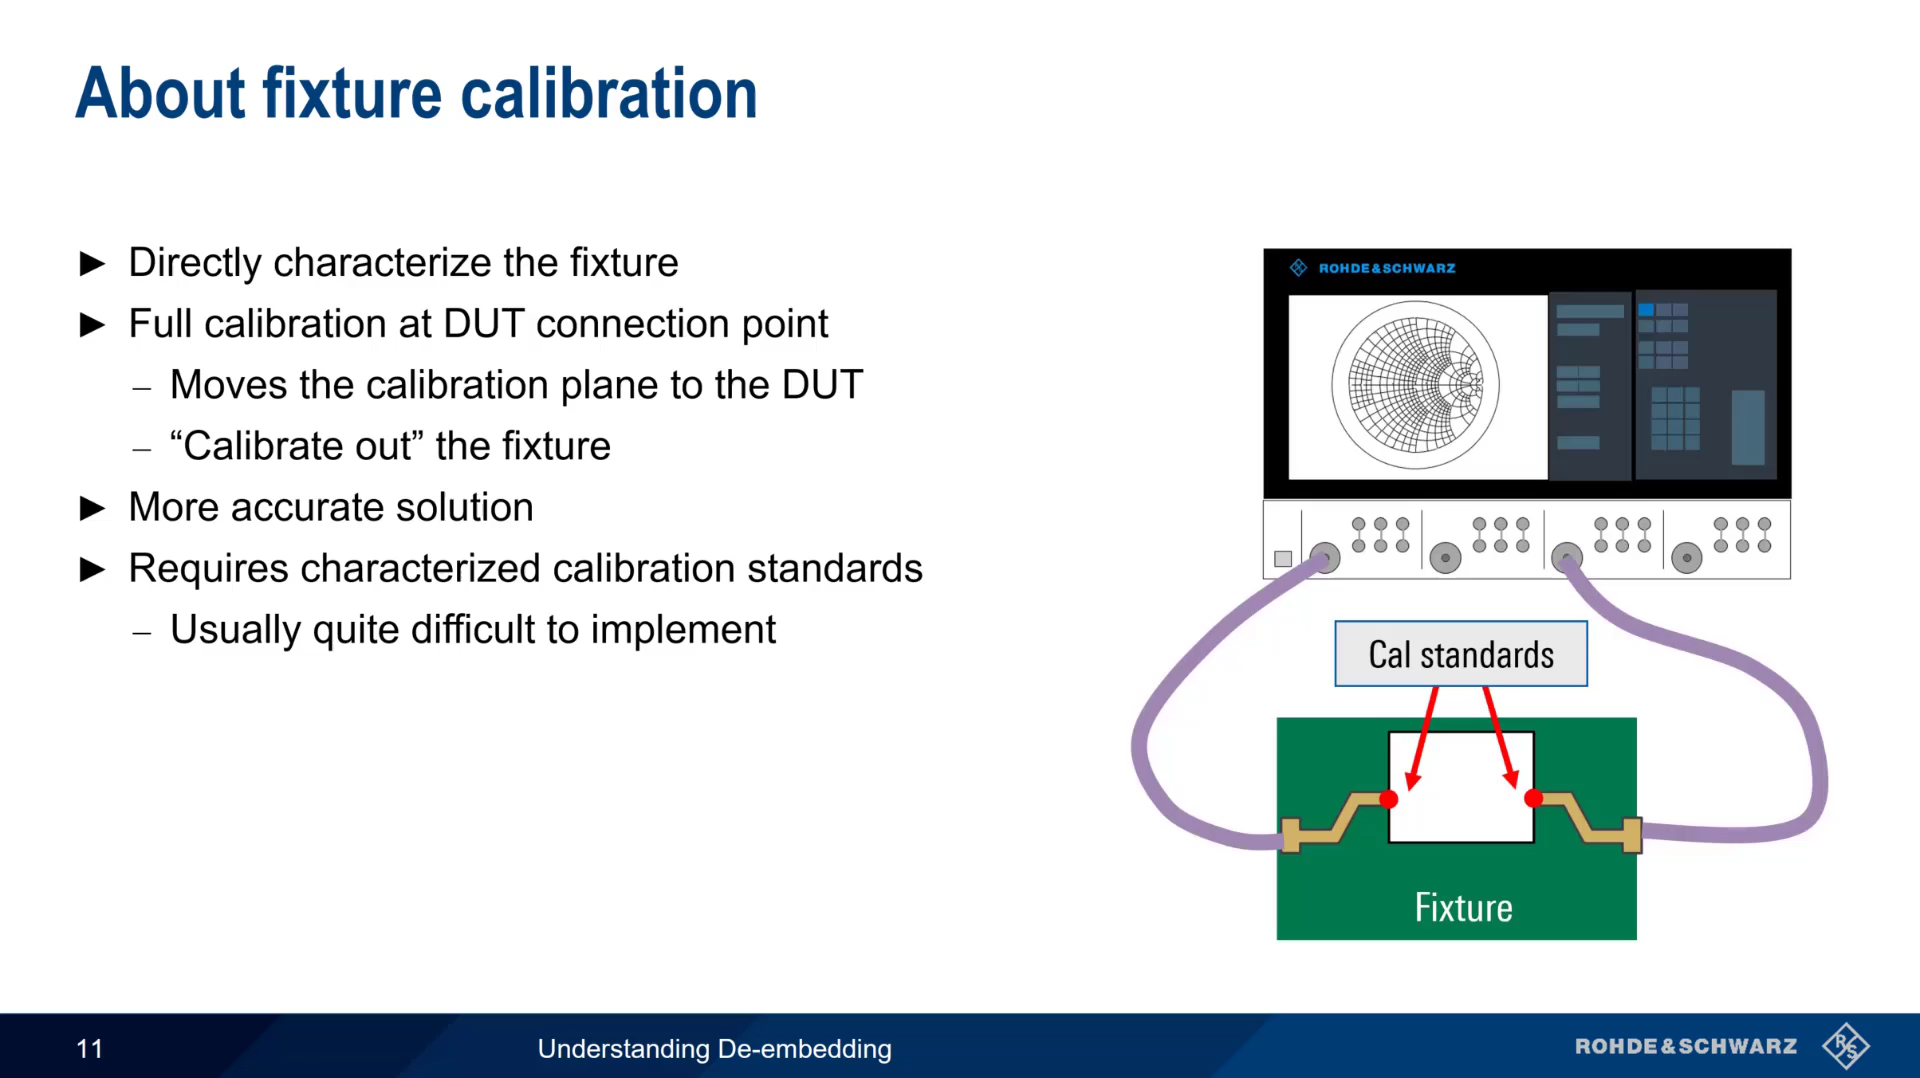 About fixture calibration
► Directly characterize the fixture
► Full calibration at DUT connection point
– Moves the calibration plane to the DUT
– “Calibrate out” the fixture
► More accurate solution
► Requires characterized calibration standards
– Usually quite difficult to implement
ROHDE&SCHWARZ
Cal standards
Fixture
11
Understanding De-embedding
ROHDE&SCHWARZ
R&S